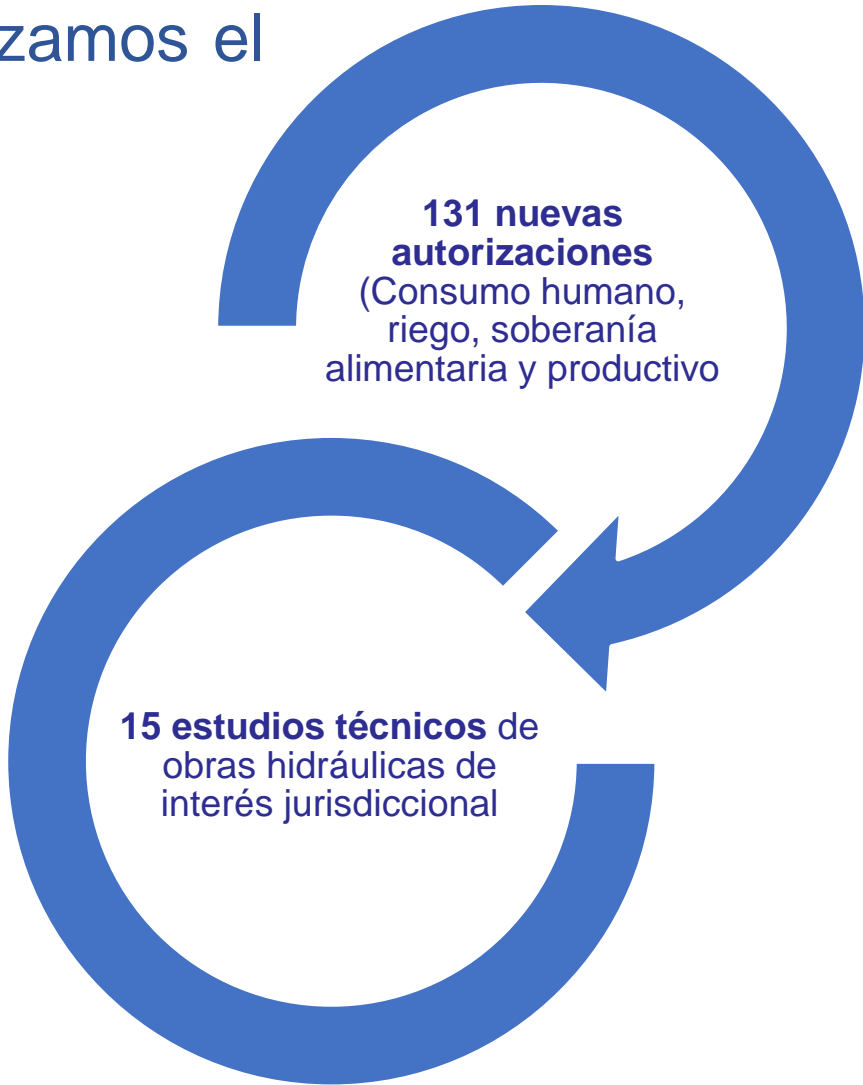 zamos el
131 nuevas
autorizaciones
(Consumo humano,
riego, soberanía
alimentaria y productivo
15 estudios técnicos de
obras hidráulicas de
interés jurisdiccional